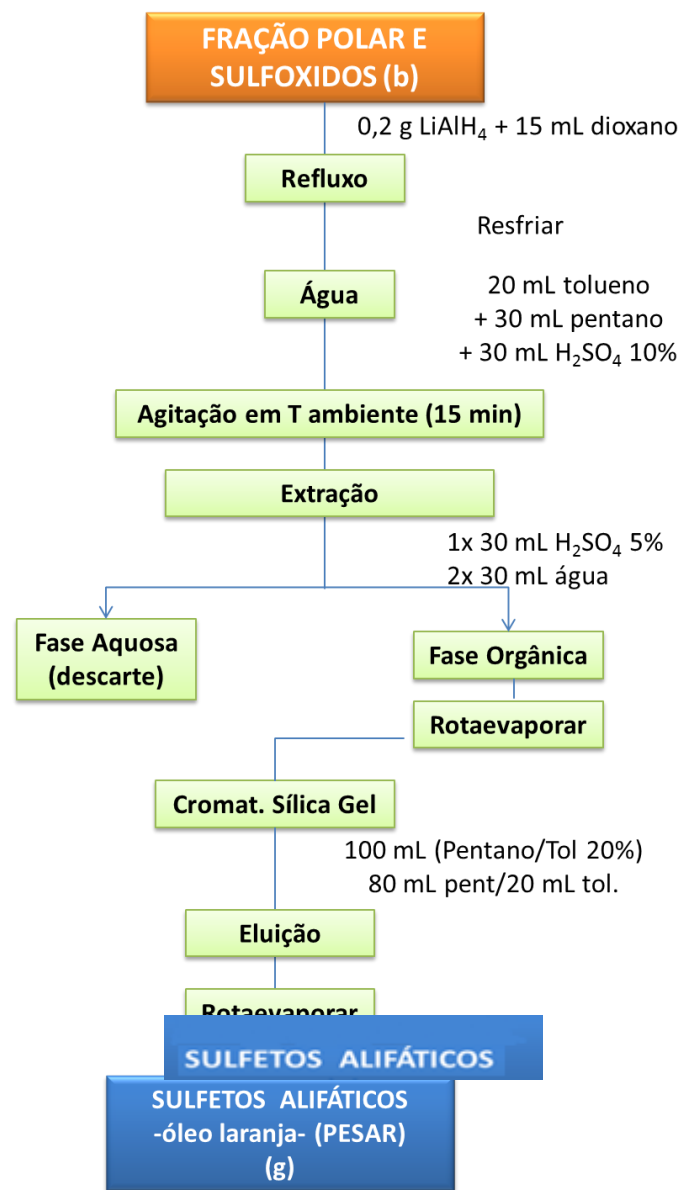 FRAÇÃO POLAR E
SULFOXIDOS (b)
0,2 g LiAlH₄ + 15 mL dioxano
Refluxo
Resfriar
Água
20 mL tolueno
+ 30 mL pentano
+ 30 mL H₂SO₄ 10%
Agitação em T ambiente (15 min)
Extração
1x 30 mL H₂SO₄ 5%
2x 30 mL água
Fase Aquosa
(descarte)
Fase Orgânica
Rotaevaporar
Cromat. Sílica Gel
100 mL (Pentano/Tol 20%)
80 mL pent/20 mL tol.
Eluição
Rotaevaporar
SULFETOS ALIFÁTICOS
SULFETOS ALIFÁTICOS
-óleo laranja- (PESAR)
(g)